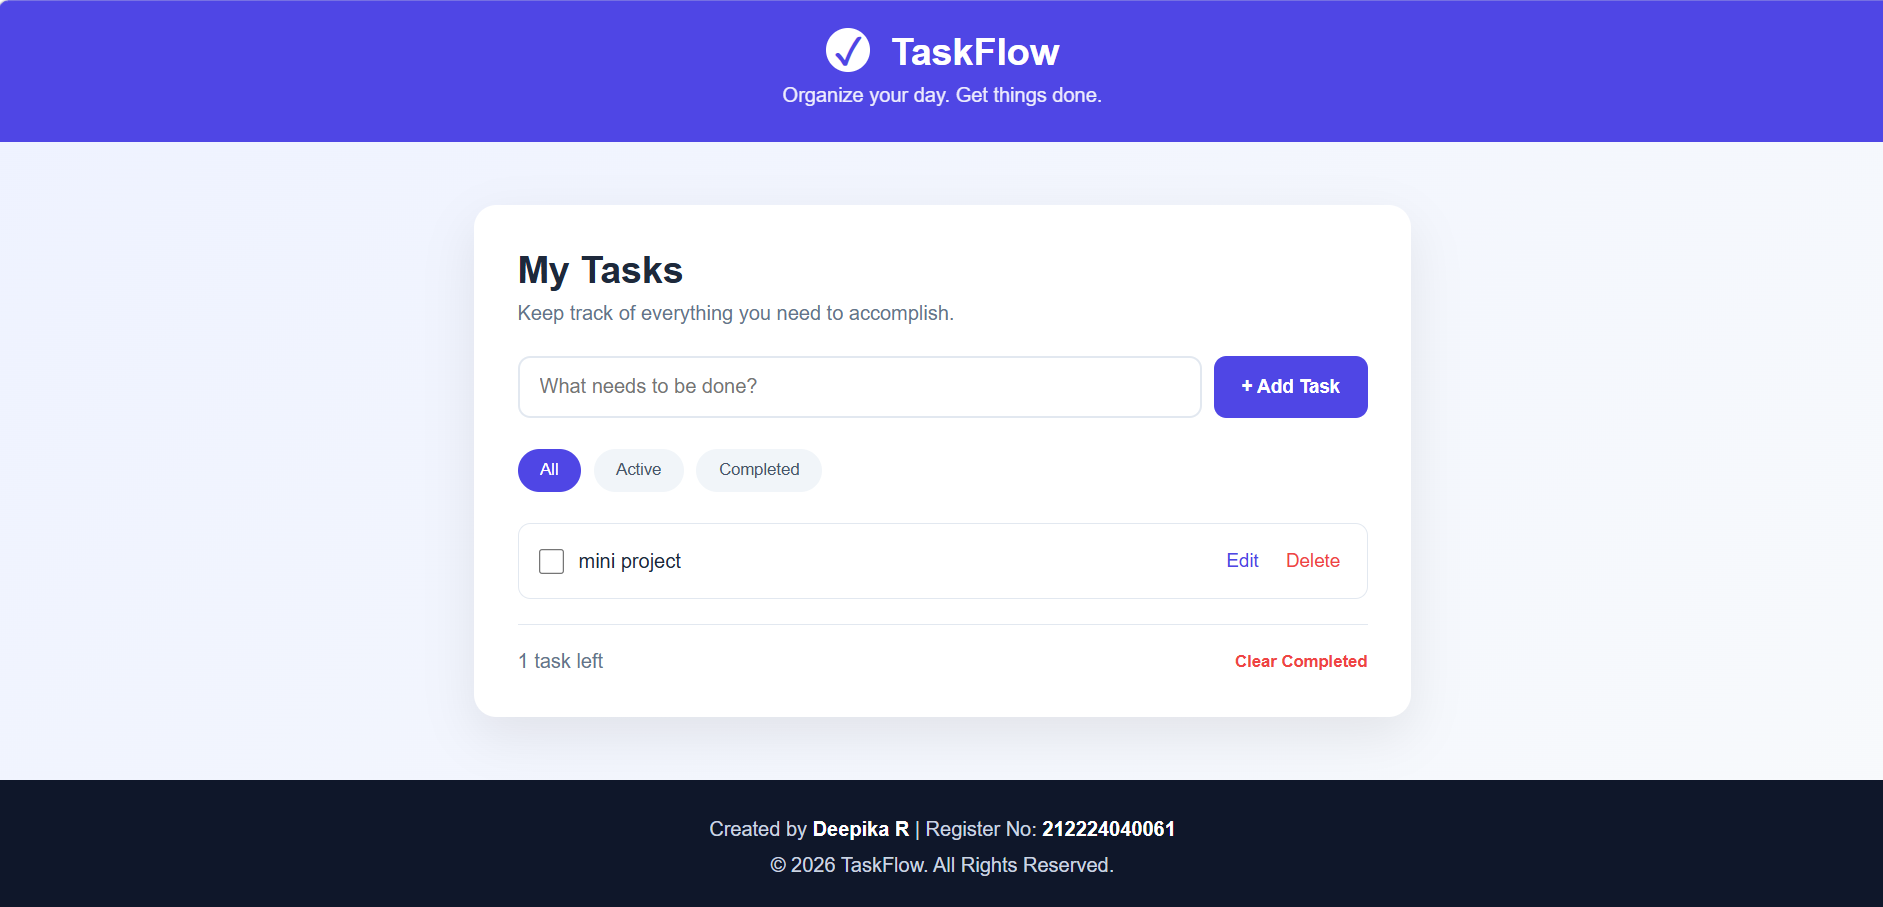 TaskFlow
Organize your day. Get things done.
My Tasks
Keep track of everything you need to accomplish.
What needs to be done?
+ Add Task
All
Active
Completed
mini project
Edit
Delete
1 task left
Clear Completed
Created by Deepika R | Register No: 212224040061
© 2026 TaskFlow. All Rights Reserved.